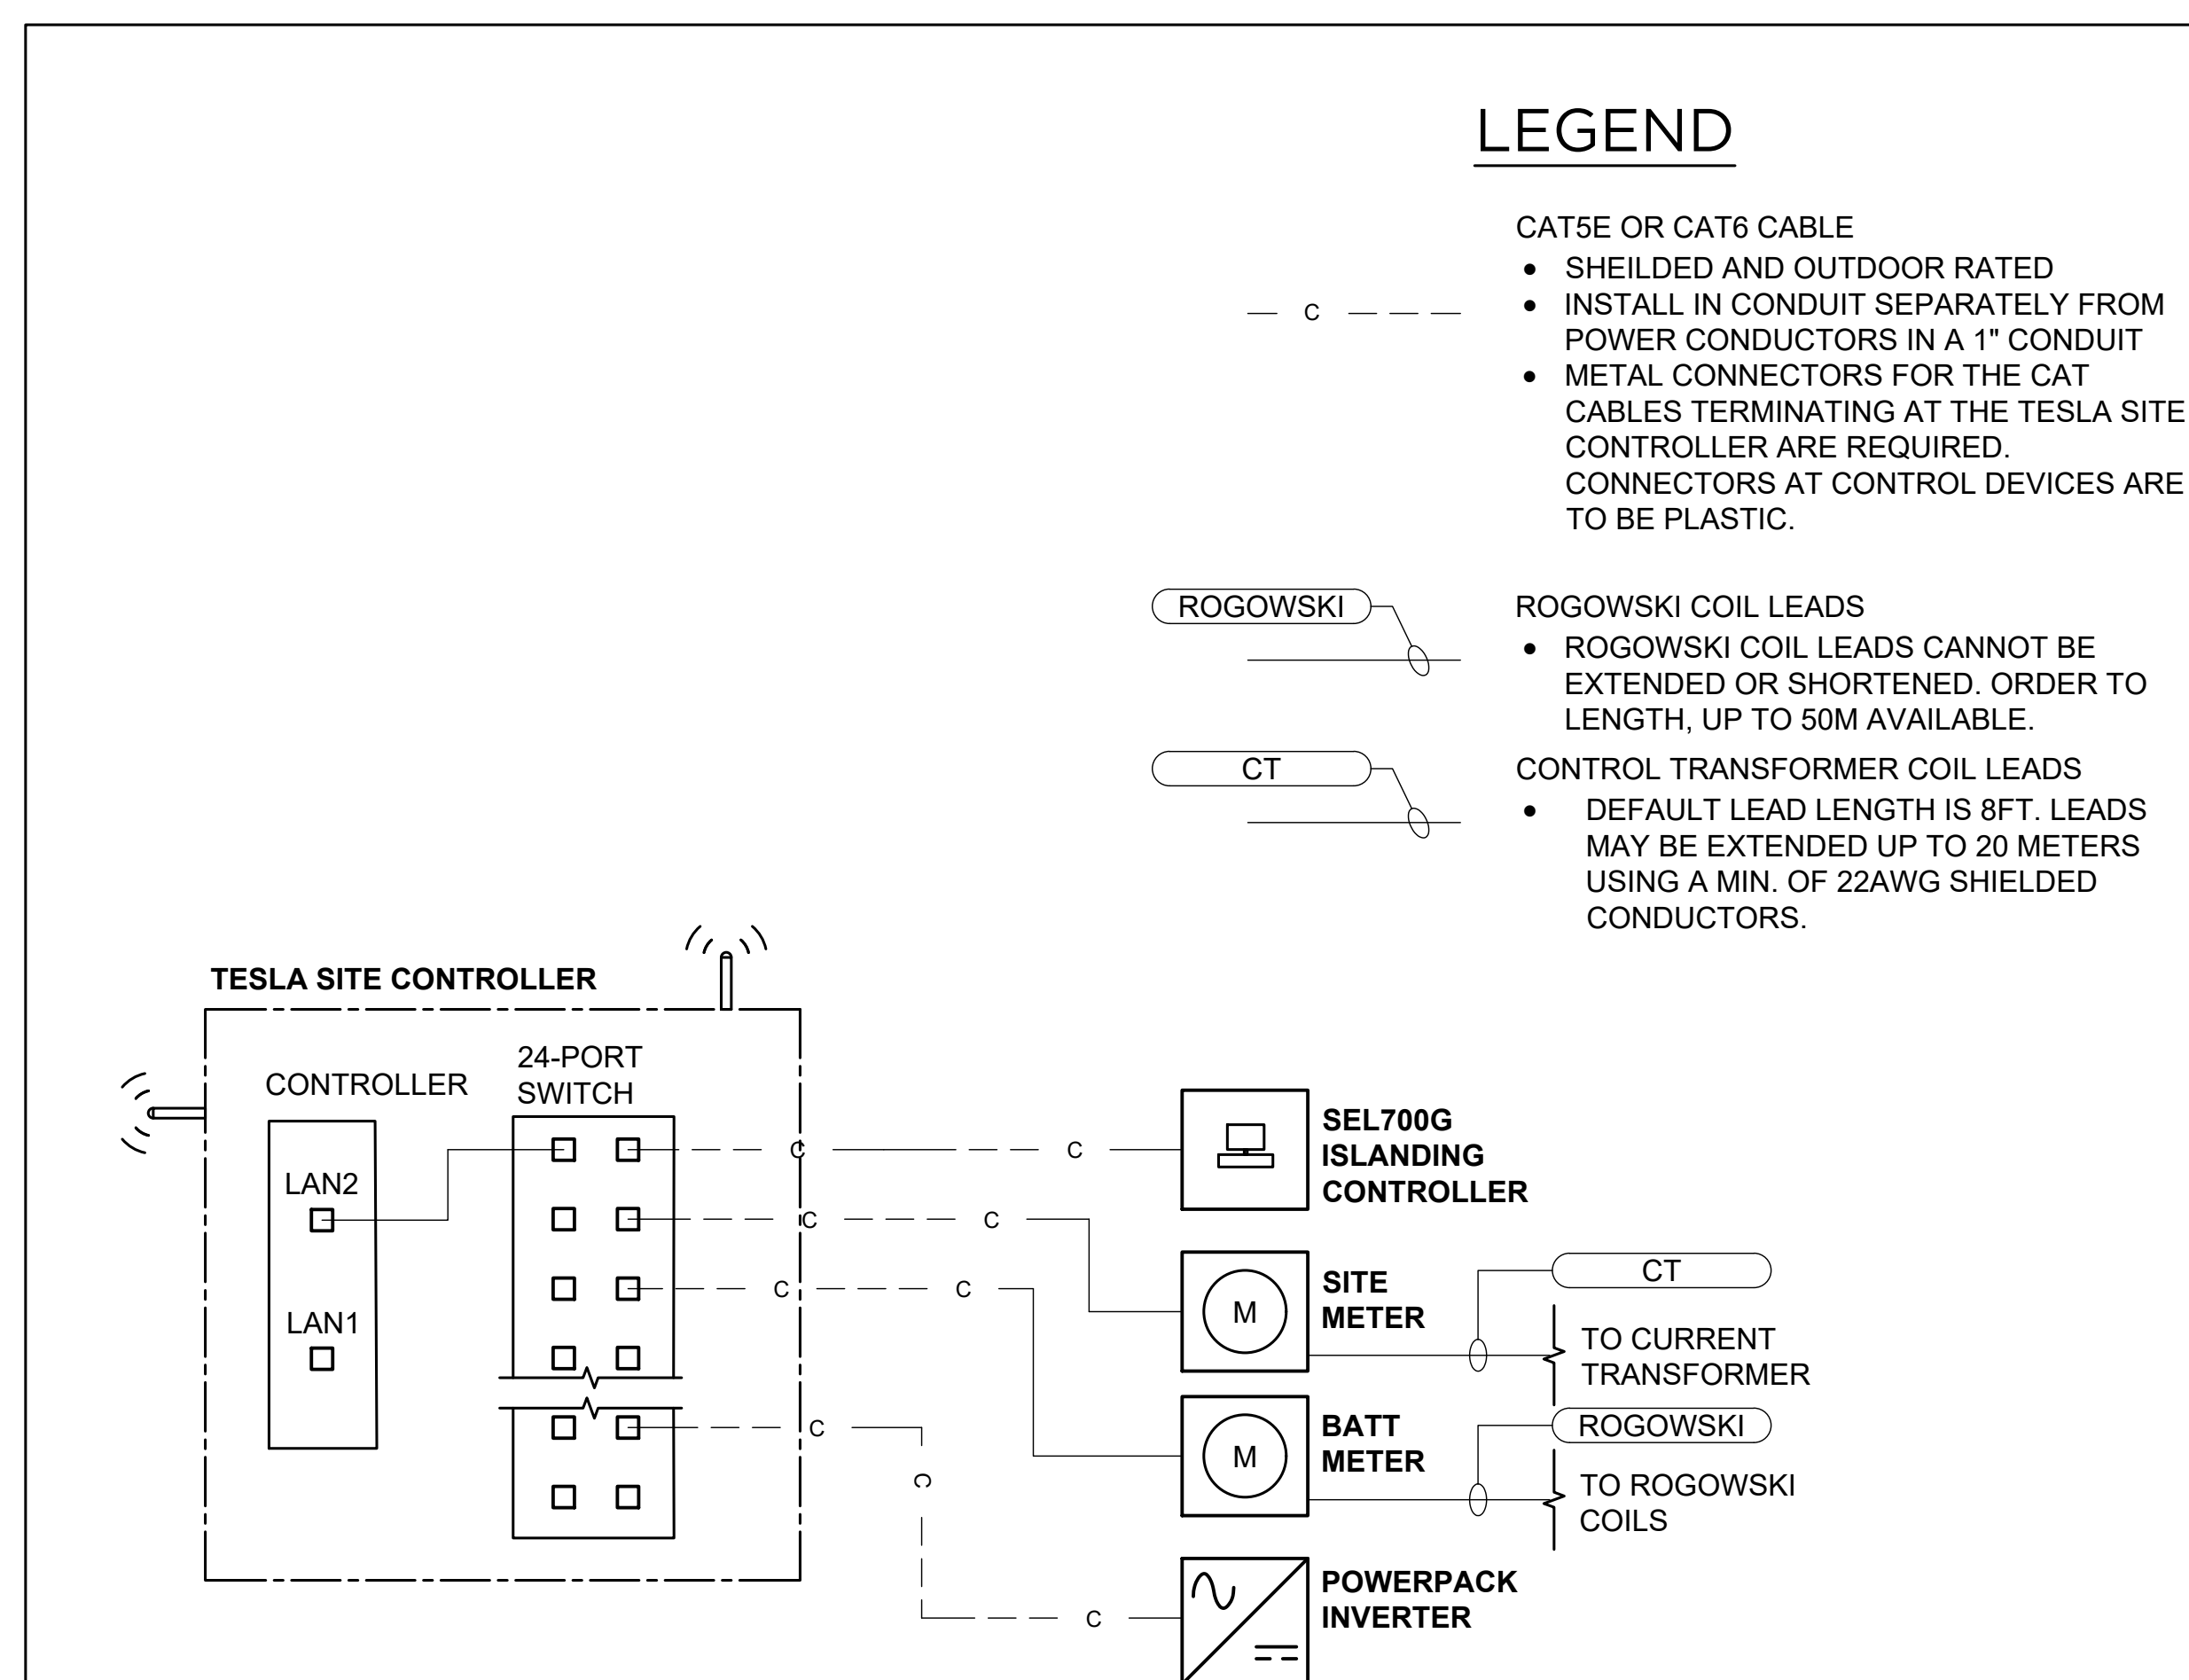 LEGEND
CAT5E OR CAT6 CABLE
• SHEILDED AND OUTDOOR RATED
• INSTALL IN CONDUIT SEPARATELY FROM
POWER CONDUCTORS IN A 1" CONDUIT
• METAL CONNECTORS FOR THE CAT
CABLES TERMINATING AT THE TESLA SITE
CONTROLLER ARE REQUIRED.
CONNECTORS AT CONTROL DEVICES ARE
TO BE PLASTIC.
C
ROGOWSKI
ROGOWSKI COIL LEADS
• ROGOWSKI COIL LEADS CANNOT BE
EXTENDED OR SHORTENED. ORDER TO
LENGTH, UP TO 50M AVAILABLE.
CT
CONTROL TRANSFORMER COIL LEADS
• DEFAULT LEAD LENGTH IS 8FT. LEADS
MAY BE EXTENDED UP TO 20 METERS
USING A MIN. OF 22AWG SHIELDED
CONDUCTORS.
TESLA SITE CONTROLLER
CONTROLLER
24-PORT
SWITCH
LAN2
LAN1
C
C
C
C
C
C
C
C
C
SEL700G
ISLANDING
CONTROLLER
M
SITE
METER
CT
TO CURRENT
TRANSFORMER
M
BATT
METER
ROGOWSKI
TO ROGOWSKI
COILS
POWERPACK
INVERTER